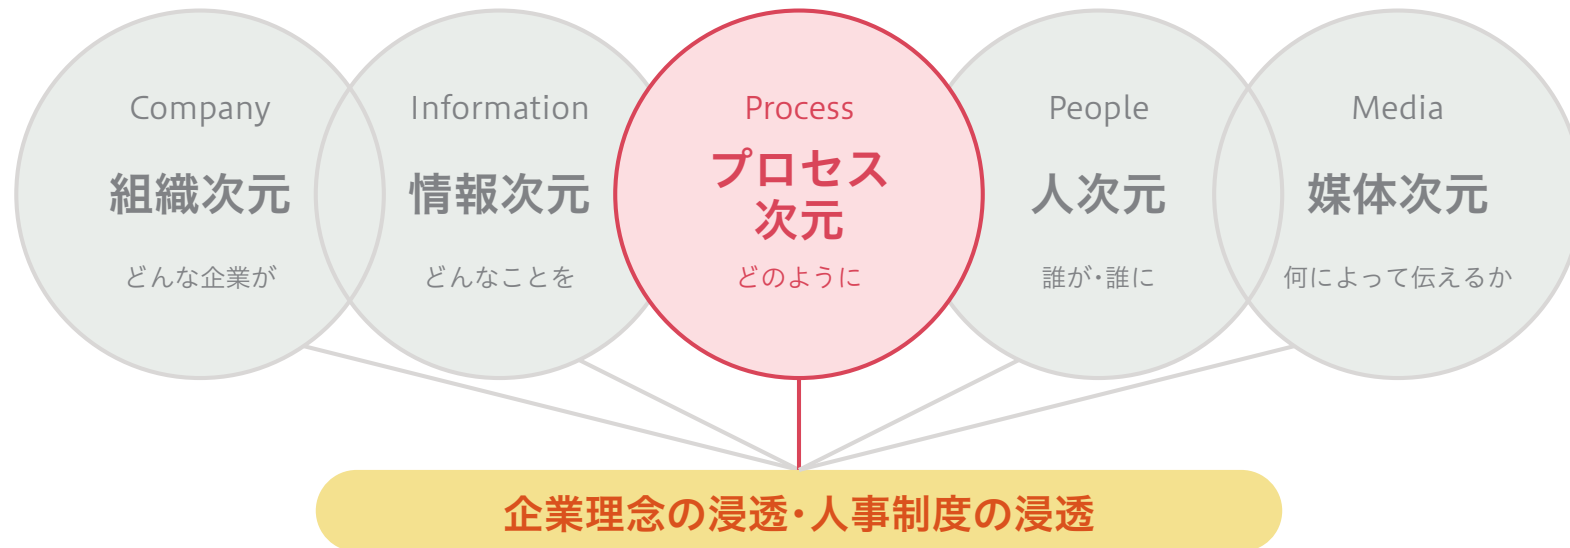 Company
組織次元
どんな企業が
Information
情報次元
どんなことを
Process
プロセス
次元
どのように
People
人次元
誰が・誰に
Media
媒体次元
何によって伝えるか
企業理念の浸透・人事制度の浸透